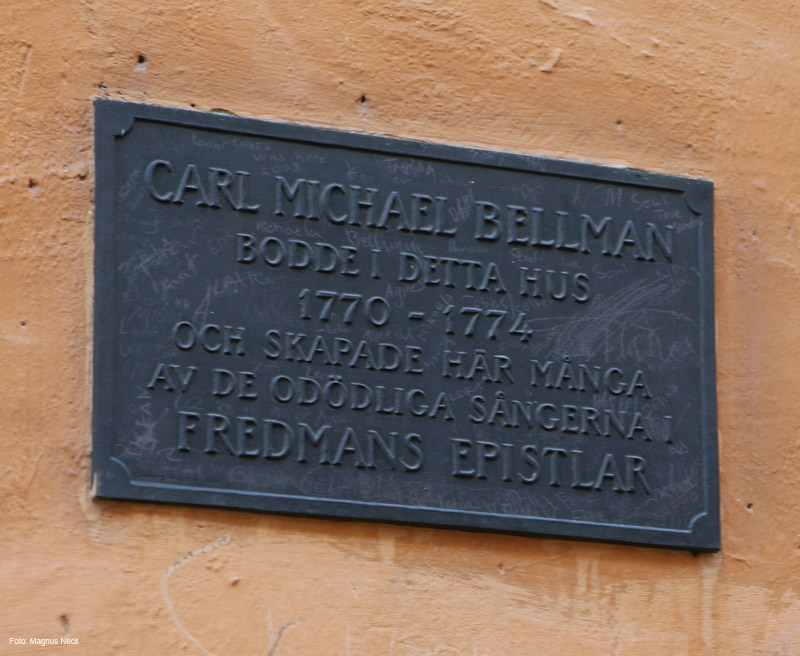 CARL MICHAEL BELLMAN
BODDE I DETTA HUS
1770 - 1774
OCH SKAPADE HÄR MÅNGA
AV DE ODÖDLIGA SÅNGERNA I
FREDMANS EPISTLAR
Foto: Magnus Neck